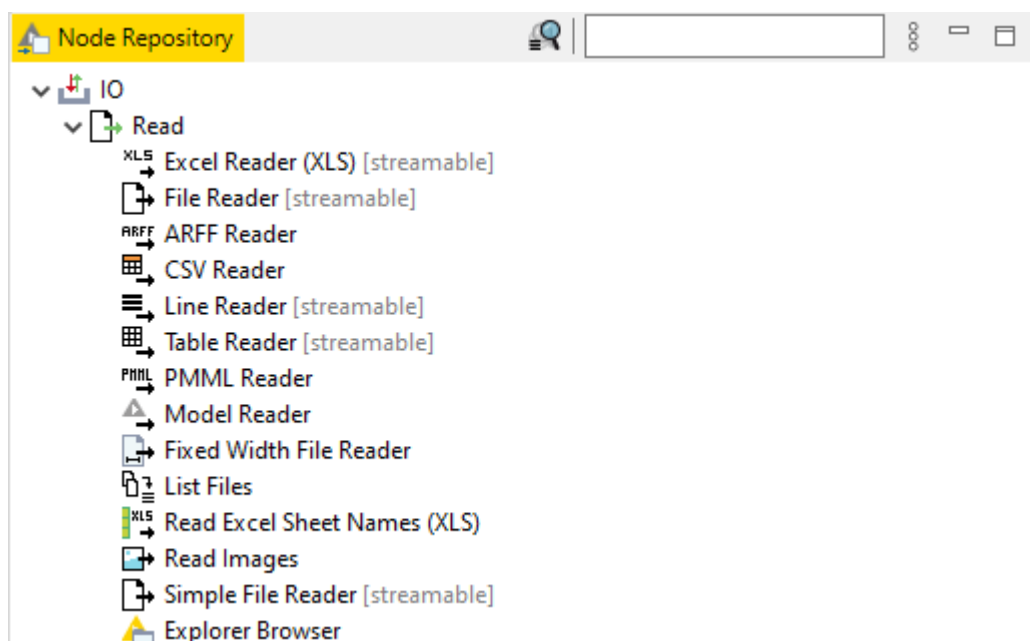 Node Repository
IO
Read
XLS Excel Reader (XLS) [streamable]
File Reader [streamable]
ARFF ARFF Reader
CSV Reader
Line Reader [streamable]
Table Reader [streamable]
PMML PMML Reader
Model Reader
Fixed Width File Reader
List Files
XLS Read Excel Sheet Names (XLS)
Read Images
Simple File Reader [streamable]
Explorer Browser